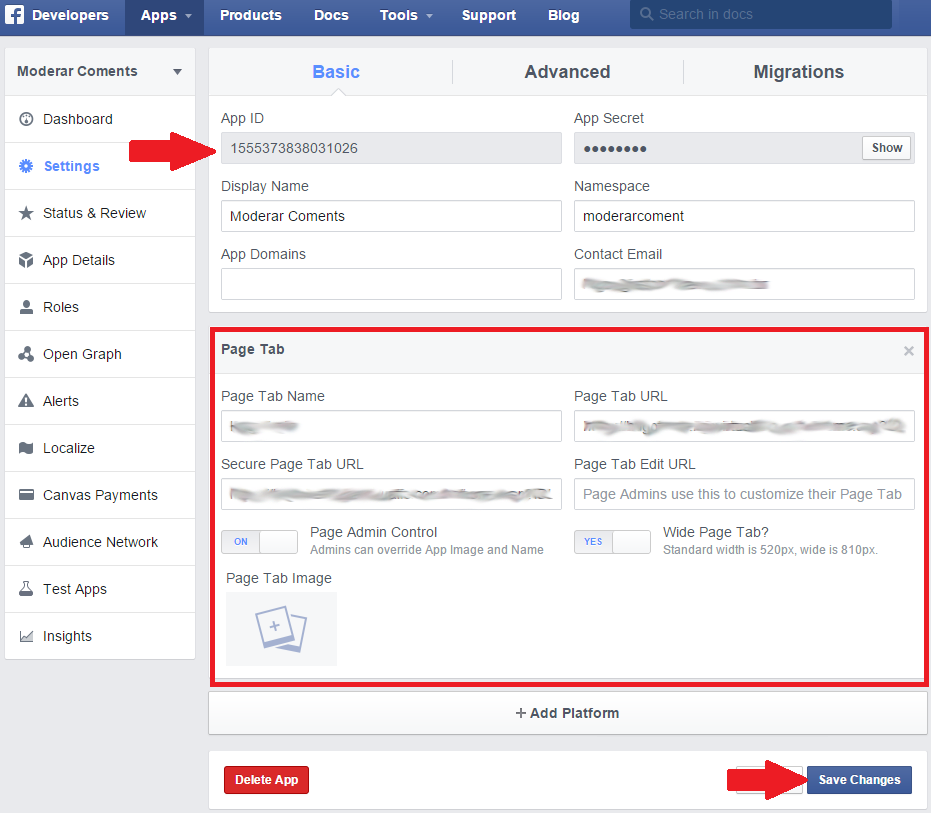 Developers Apps Products Docs Tools Support Blog Search in docs
Moderar Coments
Dashboard
Settings
Status & Review
App Details
Roles
Open Graph
Alerts
Localize
Canvas Payments
Audience Network
Test Apps
Insights
Basic Advanced Migrations
App ID App Secret
1555373838031026 •••••••• Show
Display Name Namespace
Moderar Coments moderarcoment
App Domains Contact Email
Page Tab
Page Tab Name Page Tab URL
Secure Page Tab URL Page Tab Edit URL
Page Admins use this to customize their Page Tab
ON Page Admin Control YES Wide Page Tab?
Admins can override App Image and Name Standard width is 520px, wide is 810px.
Page Tab Image
+ Add Platform
Delete App Save Changes